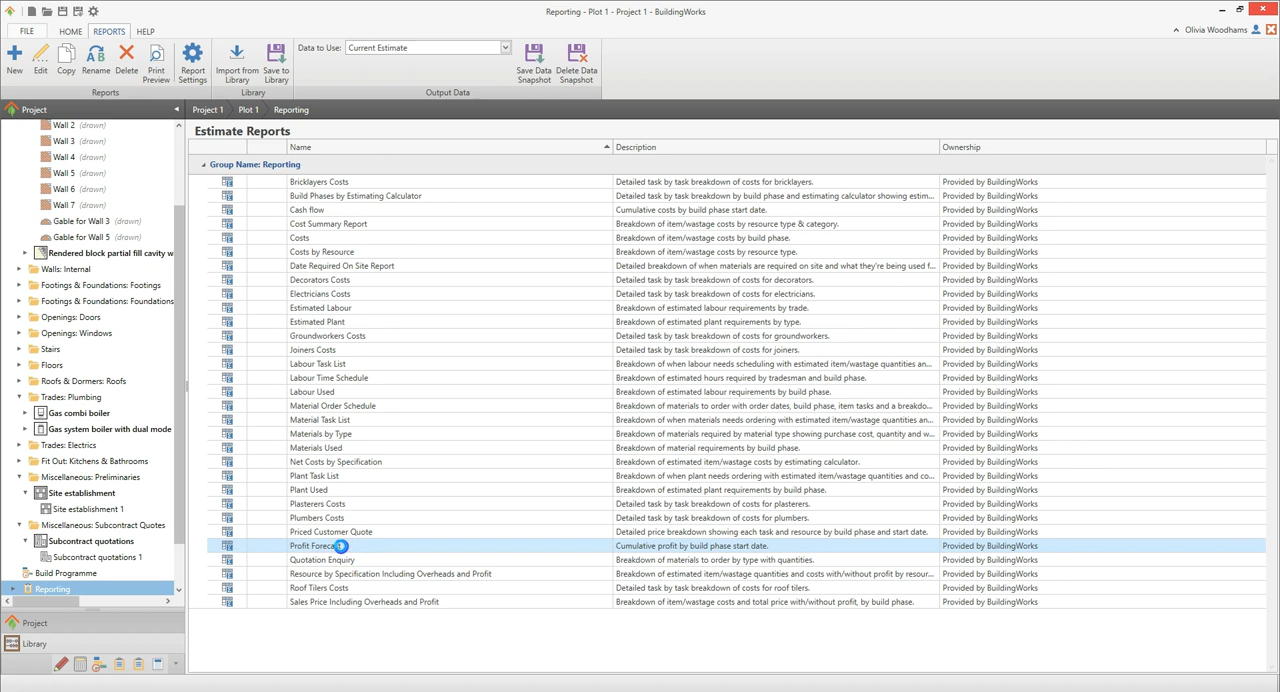 Reporting - Plot 1 - Project 1 - BuildingWorks
FILE HOME REPORTS HELP
Olivia Woodhams
New Edit Copy Rename Delete Print Preview Report Settings Import from Library Save to Library
Data to Use: Current Estimate
Save Data Snapshot Delete Data Snapshot
Reports Library Output Data
Project
Project 1 Plot 1 Reporting
Wall 2 (drawn)
Wall 3 (drawn)
Wall 4 (drawn)
Wall 5 (drawn)
Wall 6 (drawn)
Wall 7 (drawn)
Gable for Wall 3 (drawn)
Gable for Wall 5 (drawn)
Rendered block partial fill cavity w
Walls: Internal
Footings & Foundations: Footings
Footings & Foundations: Foundations
Openings: Doors
Openings: Windows
Stairs
Floors
Roofs & Dormers: Roofs
Trades: Plumbing
Gas combi boiler
Gas system boiler with dual mode
Trades: Electrics
Fit Out: Kitchens & Bathrooms
Miscellaneous: Preliminaries
Site establishment
Site establishment 1
Miscellaneous: Subcontract Quotes
Subcontract quotations
Subcontract quotations 1
Build Programme
Reporting
Project
Library
Estimate Reports
Name Description Ownership
Group Name: Reporting
Bricklayers Costs Detailed task by task breakdown of costs for bricklayers. Provided by BuildingWorks
Build Phases by Estimating Calculator Detailed task by task breakdown by build phase and estimating calculator showing estim... Provided by BuildingWorks
Cash flow Cumulative costs by build phase start date. Provided by BuildingWorks
Cost Summary Report Breakdown of item/wastage costs by resource type & category. Provided by BuildingWorks
Costs Breakdown of item/wastage costs by build phase. Provided by BuildingWorks
Costs by Resource Breakdown of item/wastage costs by resource type. Provided by BuildingWorks
Date Required On Site Report Detailed breakdown of when materials are required on site and what they're being used f... Provided by BuildingWorks
Decorators Costs Detailed task by task breakdown of costs for decorators. Provided by BuildingWorks
Electricians Costs Detailed task by task breakdown of costs for electricians. Provided by BuildingWorks
Estimated Labour Breakdown of estimated labour requirements by trade. Provided by BuildingWorks
Estimated Plant Breakdown of estimated plant requirements by type. Provided by BuildingWorks
Groundworkers Costs Detailed task by task breakdown of costs for groundworkers. Provided by BuildingWorks
Joiners Costs Detailed task by task breakdown of costs for joiners. Provided by BuildingWorks
Labour Task List Breakdown of when labour needs scheduling with estimated item/wastage quantities an... Provided by BuildingWorks
Labour Time Schedule Breakdown of estimated hours required by tradesman and build phase. Provided by BuildingWorks
Labour Used Breakdown of estimated labour requirements by build phase. Provided by BuildingWorks
Material Order Schedule Breakdown of materials to order with order dates, build phase, item tasks and a breakdo... Provided by BuildingWorks
Material Task List Breakdown of when materials needs ordering with estimated item/wastage quantities an... Provided by BuildingWorks
Materials by Type Breakdown of materials required by material type showing purchase cost, quantity and w... Provided by BuildingWorks
Materials Used Breakdown of material requirements by build phase. Provided by BuildingWorks
Net Costs by Specification Breakdown of estimated item/wastage costs by estimating calculator. Provided by BuildingWorks
Plant Task List Breakdown of when plant needs ordering with estimated item/wastage quantities and co... Provided by BuildingWorks
Plant Used Breakdown of estimated plant requirements by build phase. Provided by BuildingWorks
Plasterers Costs Detailed task by task breakdown of costs for plasterers. Provided by BuildingWorks
Plumbers Costs Detailed task by task breakdown of costs for plumbers. Provided by BuildingWorks
Priced Customer Quote Detailed price breakdown showing each task and resource by build phase and start date. Provided by BuildingWorks
Profit Foreca Cumulative profit by build phase start date. Provided by BuildingWorks
Quotation Enquiry Breakdown of materials to order by type with quantities. Provided by BuildingWorks
Resource by Specification Including Overheads and Profit Breakdown of estimated item/wastage quantities and costs with/without profit by resour... Provided by BuildingWorks
Roof Tilers Costs Detailed task by task breakdown of costs for roof tilers. Provided by BuildingWorks
Sales Price Including Overheads and Profit Breakdown of item/wastage costs and total price with/without profit, by build phase. Provided by BuildingWorks